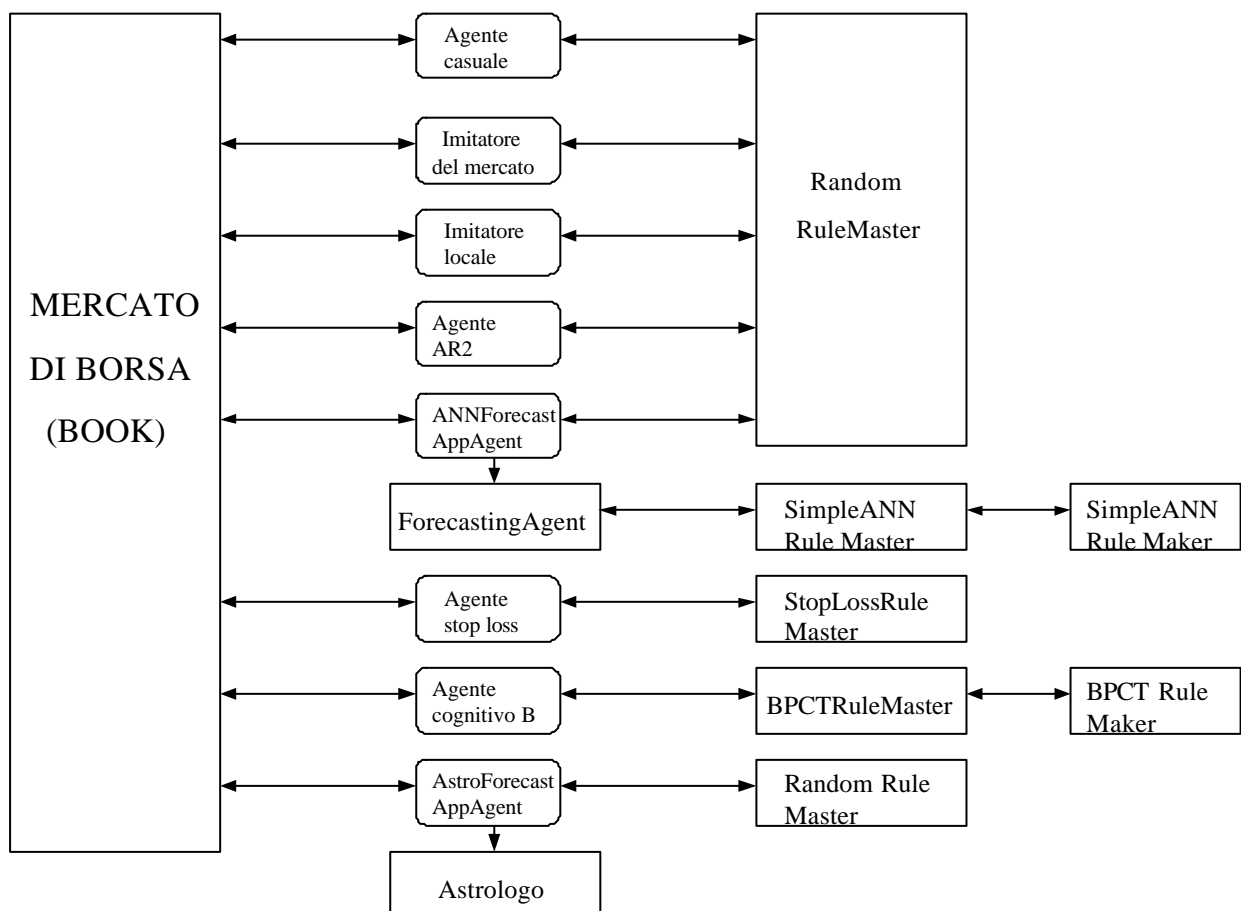 MERCATO
DI BORSA
(BOOK)
Agente
casuale
Imitatore
del mercato
Imitatore
locale
Agente
AR2
ANNForecast
AppAgent
Random
RuleMaster
ForecastingAgent
SimpleANN
Rule Master
SimpleANN
Rule Maker
Agente
stop loss
StopLossRule
Master
Agente
cognitivo B
BPCTRuleMaster
BPCT Rule
Maker
AstroForecast
AppAgent
Random Rule
Master
Astrologo